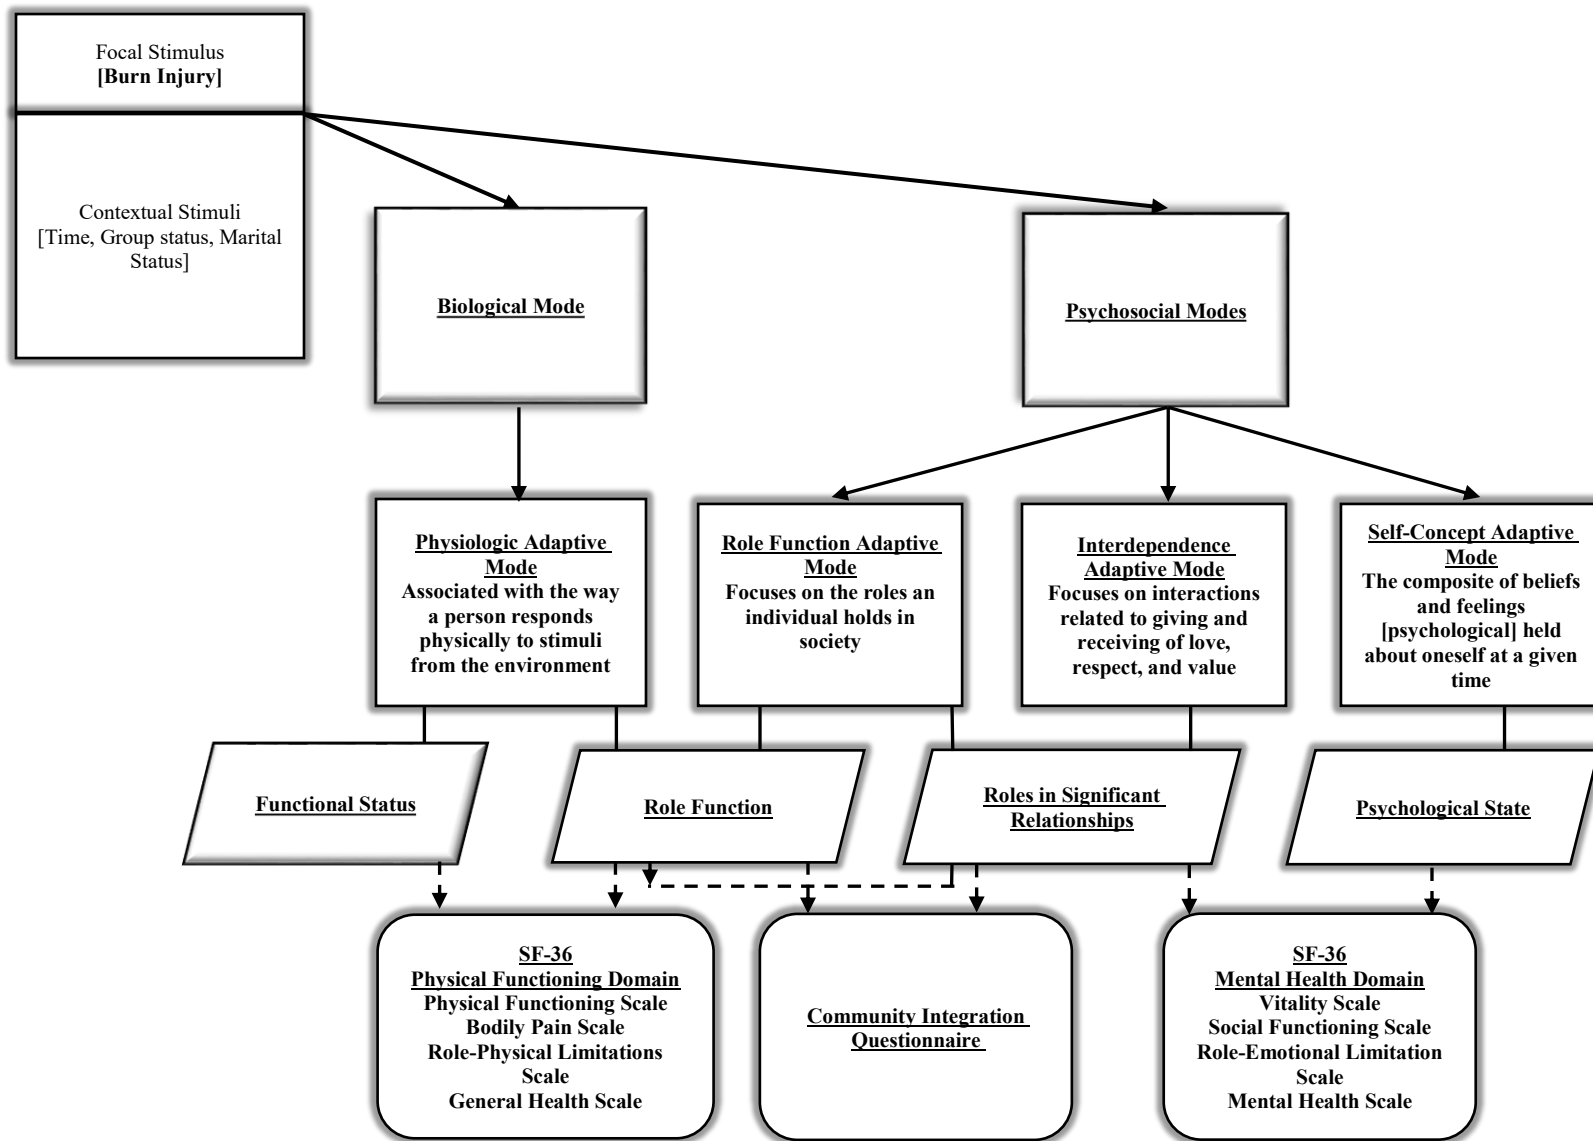 Focal Stimulus
[Burn Injury]
Contextual Stimuli
[Time, Group status, Marital
Status]
Biological Mode
Psychosocial Modes
Physiologic Adaptive
Mode
Associated with the way
a person responds
physically to stimuli
from the environment
Role Function Adaptive
Mode
Focuses on the roles an
individual holds in
society
Interdependence
Adaptive Mode
Focuses on interactions
related to giving and
receiving of love,
respect, and value
Self-Concept Adaptive
Mode
The composite of beliefs
and feelings
[psychological] held
about oneself at a given
time
Functional Status
Role Function
Roles in Significant
Relationships
Psychological State
SF-36
Physical Functioning Domain
Physical Functioning Scale
Bodily Pain Scale
Role-Physical Limitations
Scale
General Health Scale
Community Integration
Questionnaire
SF-36
Mental Health Domain
Vitality Scale
Social Functioning Scale
Role-Emotional Limitation
Scale
Mental Health Scale